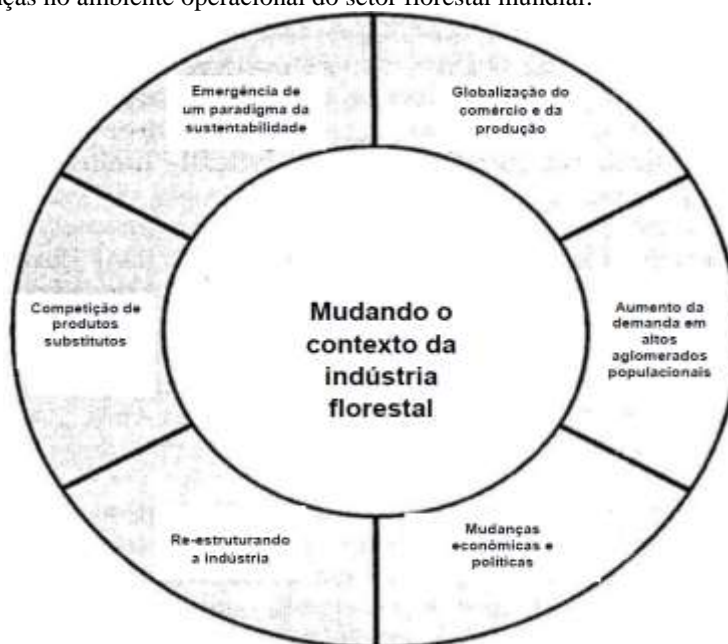 no ambiente operacional do setor florestal mundial.
Emergência de
um paradigma da
sustentabilidade
Globalização do
comércio e da
produção
Competição de
produtos
substitutos
Mudando o
contexto da
indústria
florestal
Aumento da
demanda em
altos
aglomerados
populacionais
Re-estruturando
a indústria
Mudanças
econômicas e
políticas